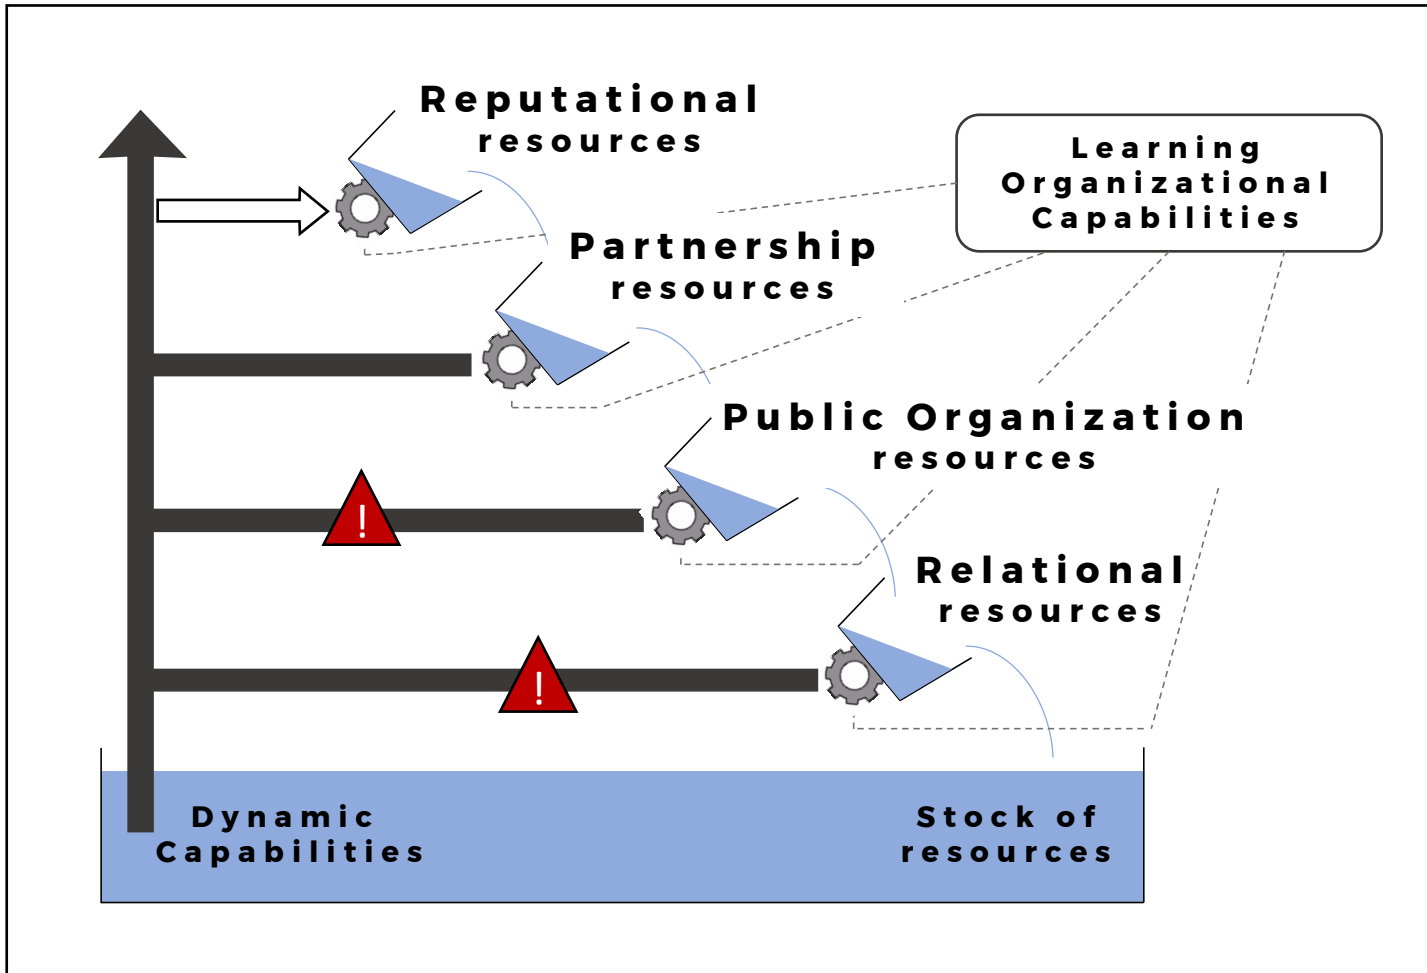 Reputational
resources
Learning
Organizational
Capabilities
Partnership
resources
Public Organization
resources
!
Relational
resources
!
Dynamic
Capabilities
Stock of
resources